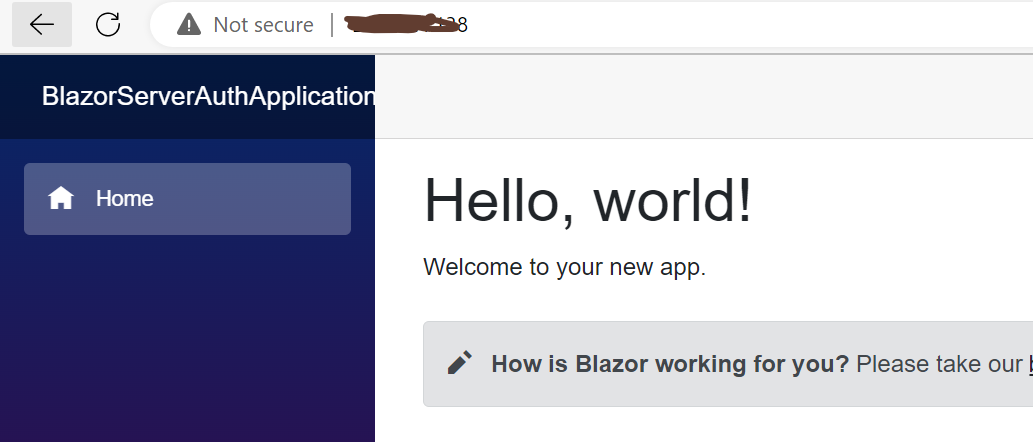 Not secure
BlazorServerAuthApplication
Home
Hello, world!
Welcome to your new app.
How is Blazor working for you? Please take our